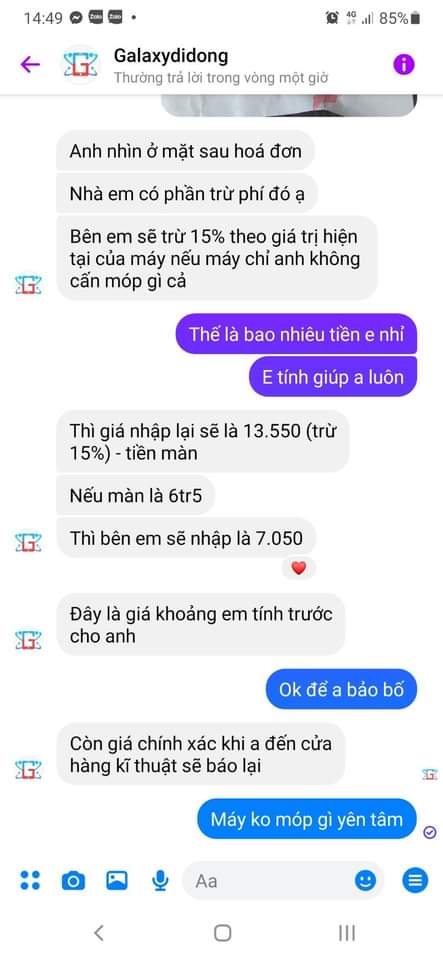 14:49
Zalo
Zalo
4G
85%
Galaxydidong
Thường trả lời trong vòng một giờ
Anh nhìn ở mặt sau hoá đơn
Nhà em có phần trừ phí đó ạ
Bên em sẽ trừ 15% theo giá trị hiện
tại của máy nếu máy chỉ anh không
cấn móp gì cả
Thế là bao nhiêu tiền e nhỉ
E tính giúp a luôn
Thì giá nhập lại sẽ là 13.550 (trừ
15%) - tiền màn
Nếu màn là 6tr5
Thì bên em sẽ nhập là 7.050
Đây là giá khoảng em tính trước
cho anh
Ok để a bảo bố
Còn giá chính xác khi a đến cửa
hàng kĩ thuật sẽ báo lại
Máy ko móp gì yên tâm
Aa